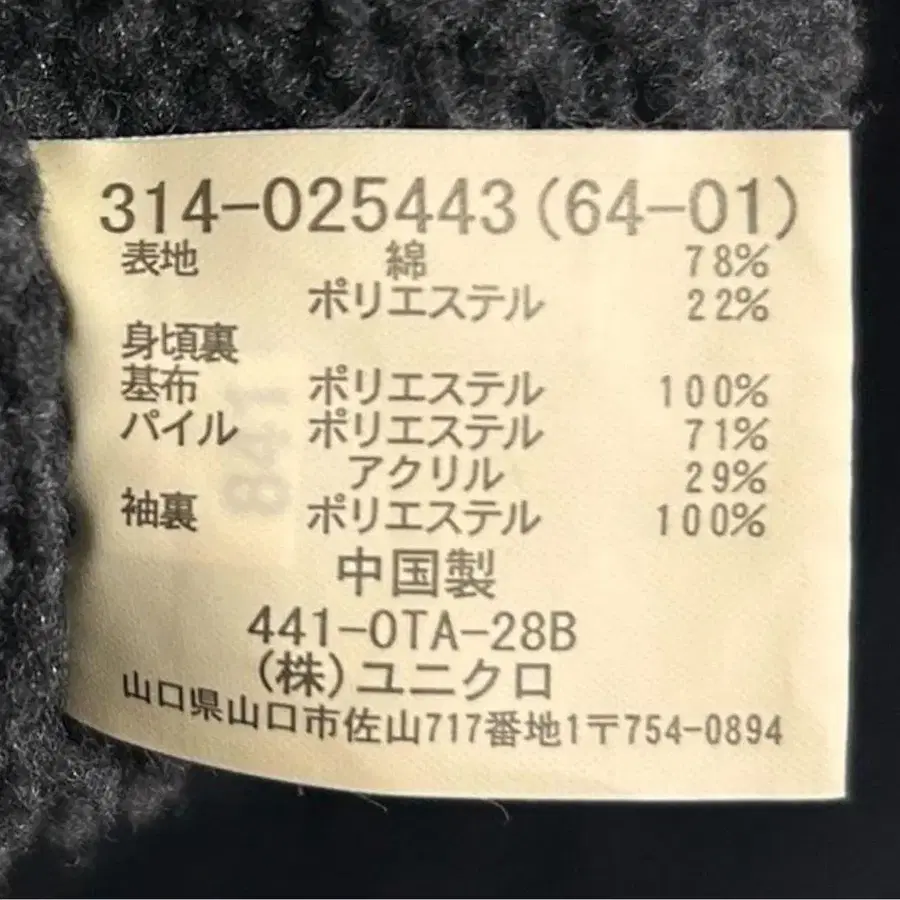 314-025443(64-01)
表地 綿 78%
ポリエステル 22%
身頃裏
基布 ポリエステル 100%
パイル ポリエステル 71%
アクリル 29%
袖裏 ポリエステル 100%
841
中国製
441-OTA-28B
(株)ユニクロ
山口県山口市佐山717番地1〒754-0894